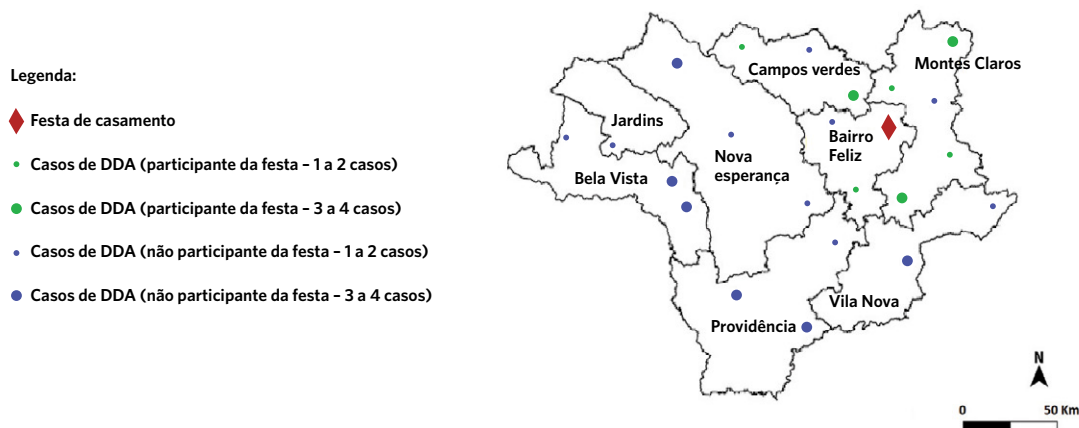 Legenda:
Festa de casamento
Casos de DDA (participante da festa – 1 a 2 casos)
Casos de DDA (participante da festa – 3 a 4 casos)
Casos de DDA (não participante da festa – 1 a 2 casos)
Casos de DDA (não participante da festa – 3 a 4 casos)
Campos verdes
Montes Claros
Jardins
Bairro
Feliz
Nova
esperança
Bela Vista
Vila Nova
Providência
N
0 50 Km